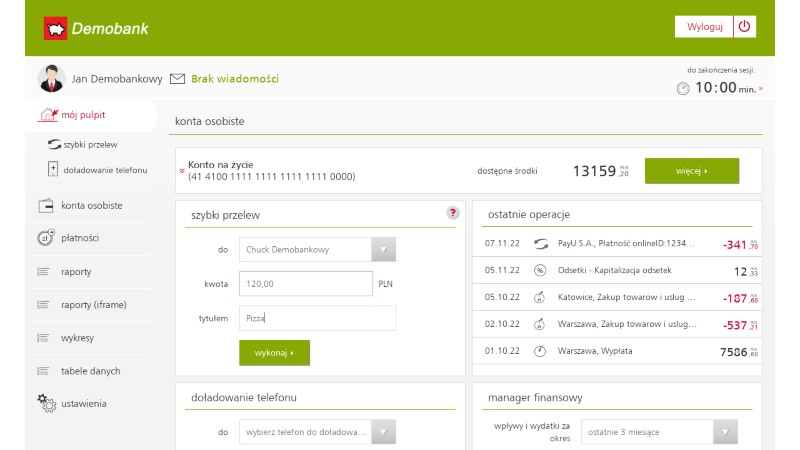 Demobank
Wyloguj
Jan Demobankowy
Brak wiadomości
do zakończenia sesji:
10:00 min. »
mój pulpit
szybki przelew
doładowanie telefonu
konta osobiste
płatności
raporty
raporty (iframe)
wykresy
tabele danych
ustawienia
konta osobiste
Konto na życie
(41 4100 1111 1111 1111 1111 0000)
dostępne środki
13159 PLN ,20
więcej
szybki przelew
?
do
Chuck Demobankowy
kwota
120,00
PLN
tytułem
Pizza
wykonaj
ostatnie operacje
07.11.22 PayU S.A., Płatność onlineID:1234... -341 ,70
05.11.22 % Odsetki - Kapitalizacja odsetek 12 ,33
05.10.22 Katowice, Zakup towarow i uslug ... -187 ,68
02.10.22 Warszawa, Zakup towarow i uslug... -537 ,21
01.10.22 Warszawa, Wypłata 7586 ,60
doładowanie telefonu
do
wybierz telefon do doładowa...
manager finansowy
wpływy i wydatki za
okres
ostatnie 3 miesiące